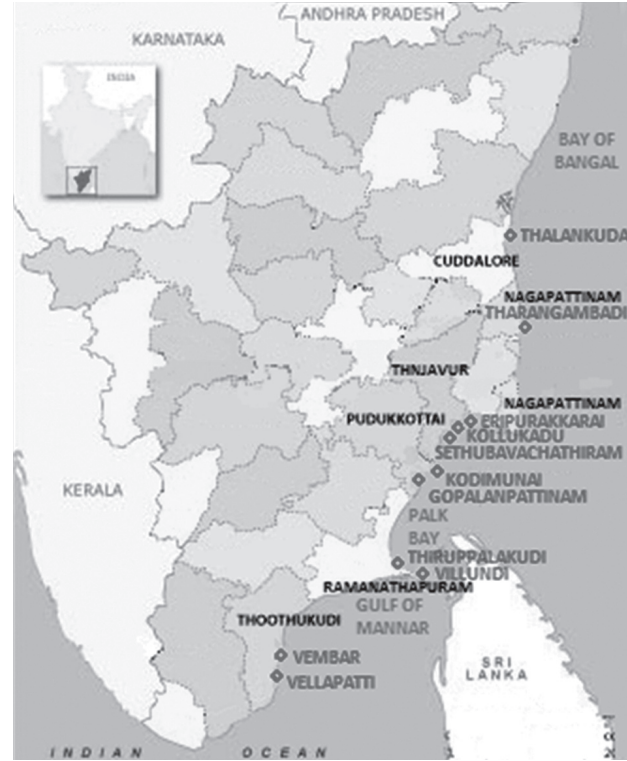 ANDHRA PRADESH
KARNATAKA
INDIA
BAY OF
BANGAL
THALANKUDA
CUDDALORE
NAGAPATTINAM
THARANGAMBADI
THNJAVUR
NAGAPATTINAM
PUDUKKOTTAI
ERIPURAKKARAI
KOLLUKADU
SETHUBAVACHATHIRAM
KODIMUNAI
KERALA
GOPALANPATTINAM
PALK
BAY
THIRUPPALAKUDI
VILLUNDI
RAMANATHAPURAM
GULF OF
MANNAR
THOOTHUKUDI
VEMBAR
SRI
LANKA
VELLAPATTI
INDIAN OCEAN